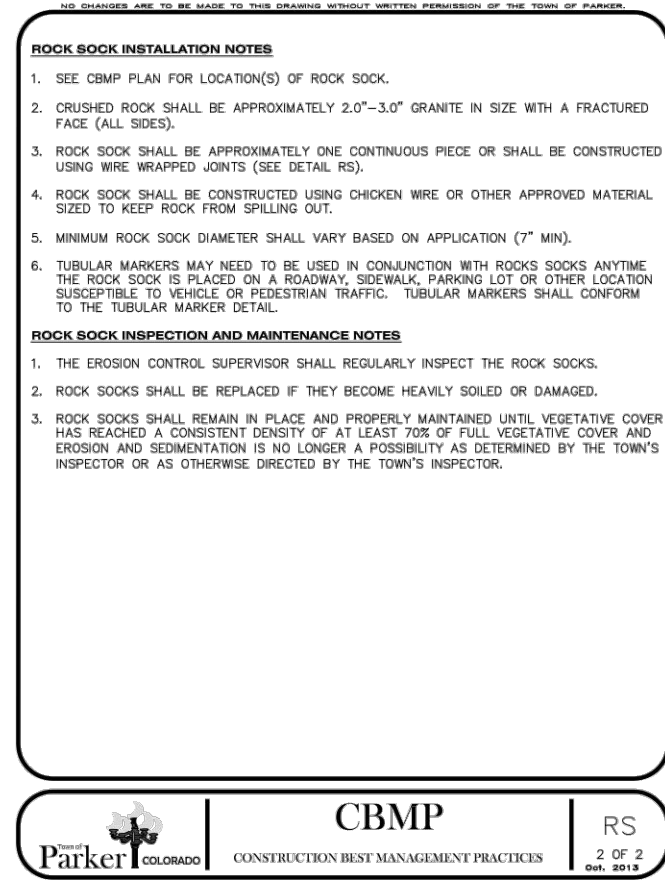 NO CHANGES ARE TO BE MADE TO THIS DRAWING WITHOUT WRITTEN PERMISSION OF THE TOWN OF PARKER.
ROCK SOCK INSTALLATION NOTES
1. SEE CBMP PLAN FOR LOCATION(S) OF ROCK SOCK.
2. CRUSHED ROCK SHALL BE APPROXIMATELY 2.0"–3.0" GRANITE IN SIZE WITH A FRACTURED
FACE (ALL SIDES).
3. ROCK SOCK SHALL BE APPROXIMATELY ONE CONTINUOUS PIECE OR SHALL BE CONSTRUCTED
USING WIRE WRAPPED JOINTS (SEE DETAIL RS).
4. ROCK SOCK SHALL BE CONSTRUCTED USING CHICKEN WIRE OR OTHER APPROVED MATERIAL
SIZED TO KEEP ROCK FROM SPILLING OUT.
5. MINIMUM ROCK SOCK DIAMETER SHALL VARY BASED ON APPLICATION (7" MIN).
6. TUBULAR MARKERS MAY NEED TO BE USED IN CONJUNCTION WITH ROCKS SOCKS ANYTIME
THE ROCK SOCK IS PLACED ON A ROADWAY, SIDEWALK, PARKING LOT OR OTHER LOCATION
SUSCEPTIBLE TO VEHICLE OR PEDESTRIAN TRAFFIC. TUBULAR MARKERS SHALL CONFORM
TO THE TUBULAR MARKER DETAIL.
ROCK SOCK INSPECTION AND MAINTENANCE NOTES
1. THE EROSION CONTROL SUPERVISOR SHALL REGULARLY INSPECT THE ROCK SOCKS.
2. ROCK SOCKS SHALL BE REPLACED IF THEY BECOME HEAVILY SOILED OR DAMAGED.
3. ROCK SOCKS SHALL REMAIN IN PLACE AND PROPERLY MAINTAINED UNTIL VEGETATIVE COVER
HAS REACHED A CONSISTENT DENSITY OF AT LEAST 70% OF FULL VEGETATIVE COVER AND
EROSION AND SEDIMENTATION IS NO LONGER A POSSIBILITY AS DETERMINED BY THE TOWN'S
INSPECTOR OR AS OTHERWISE DIRECTED BY THE TOWN'S INSPECTOR.
Town of
Parker COLORADO
CBMP
CONSTRUCTION BEST MANAGEMENT PRACTICES
RS
2 OF 2
Oct. 2013